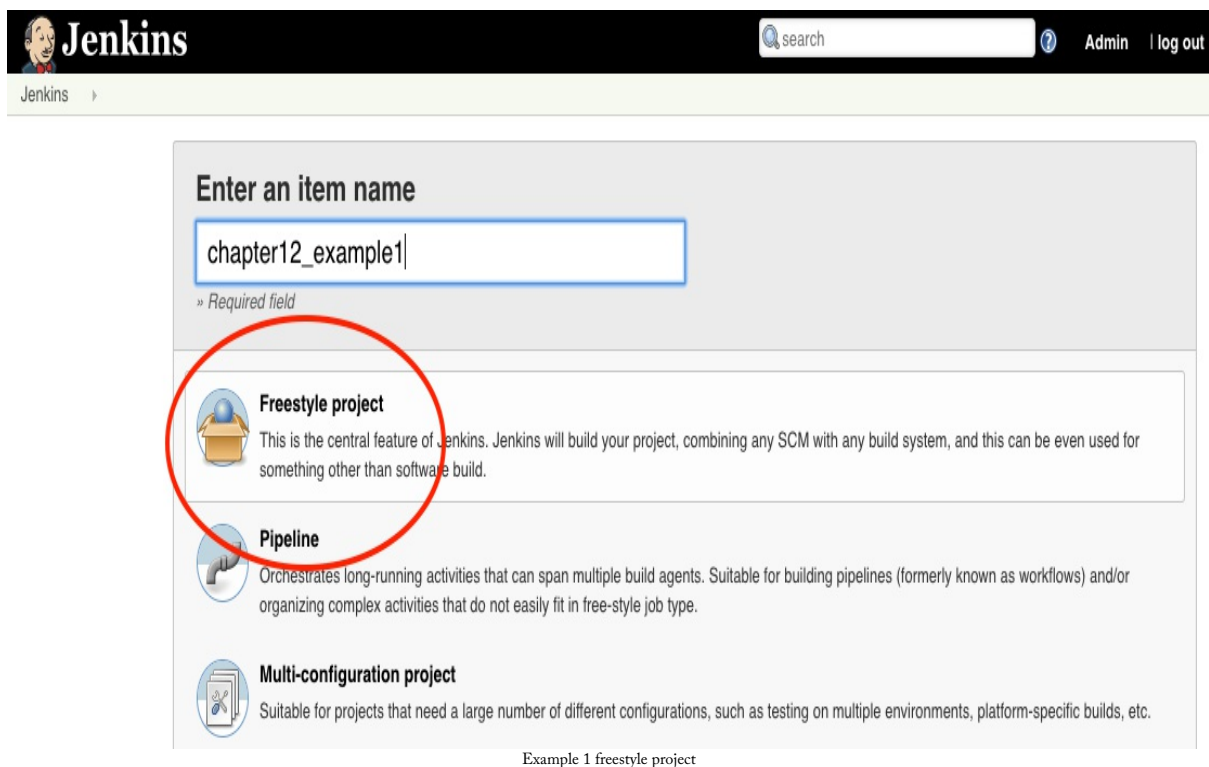 Jenkins
search
Admin | log out
Jenkins
Enter an item name
chapter12_example1
» Required field
Freestyle project
This is the central feature of Jenkins. Jenkins will build your project, combining any SCM with any build system, and this can be even used for
something other than software build.
Pipeline
Orchestrates long-running activities that can span multiple build agents. Suitable for building pipelines (formerly known as workflows) and/or
organizing complex activities that do not easily fit in free-style job type.
Multi-configuration project
Suitable for projects that need a large number of different configurations, such as testing on multiple environments, platform-specific builds, etc.
Example 1 freestyle project